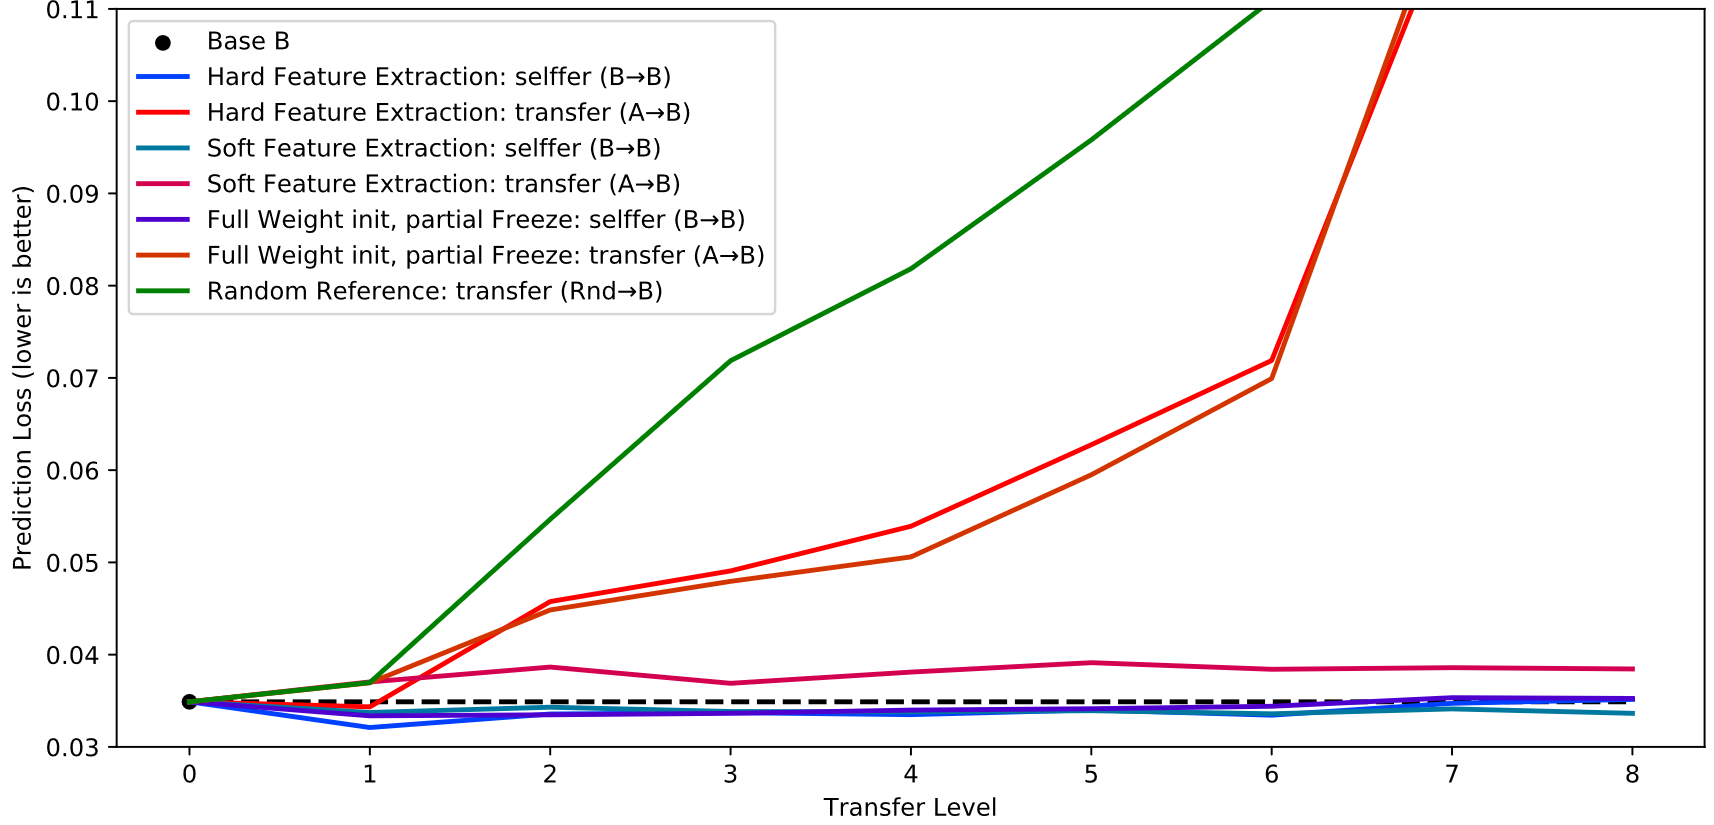 0.11
0.10
0.09
0.08
0.07
0.06
0.05
0.04
0.03
Prediction Loss (lower is better)
Base B
Hard Feature Extraction: selffer (B→B)
Hard Feature Extraction: transfer (A→B)
Soft Feature Extraction: selffer (B→B)
Soft Feature Extraction: transfer (A→B)
Full Weight init, partial Freeze: selffer (B→B)
Full Weight init, partial Freeze: transfer (A→B)
Random Reference: transfer (Rnd→B)
0 1 2 3 4 5 6 7 8
Transfer Level